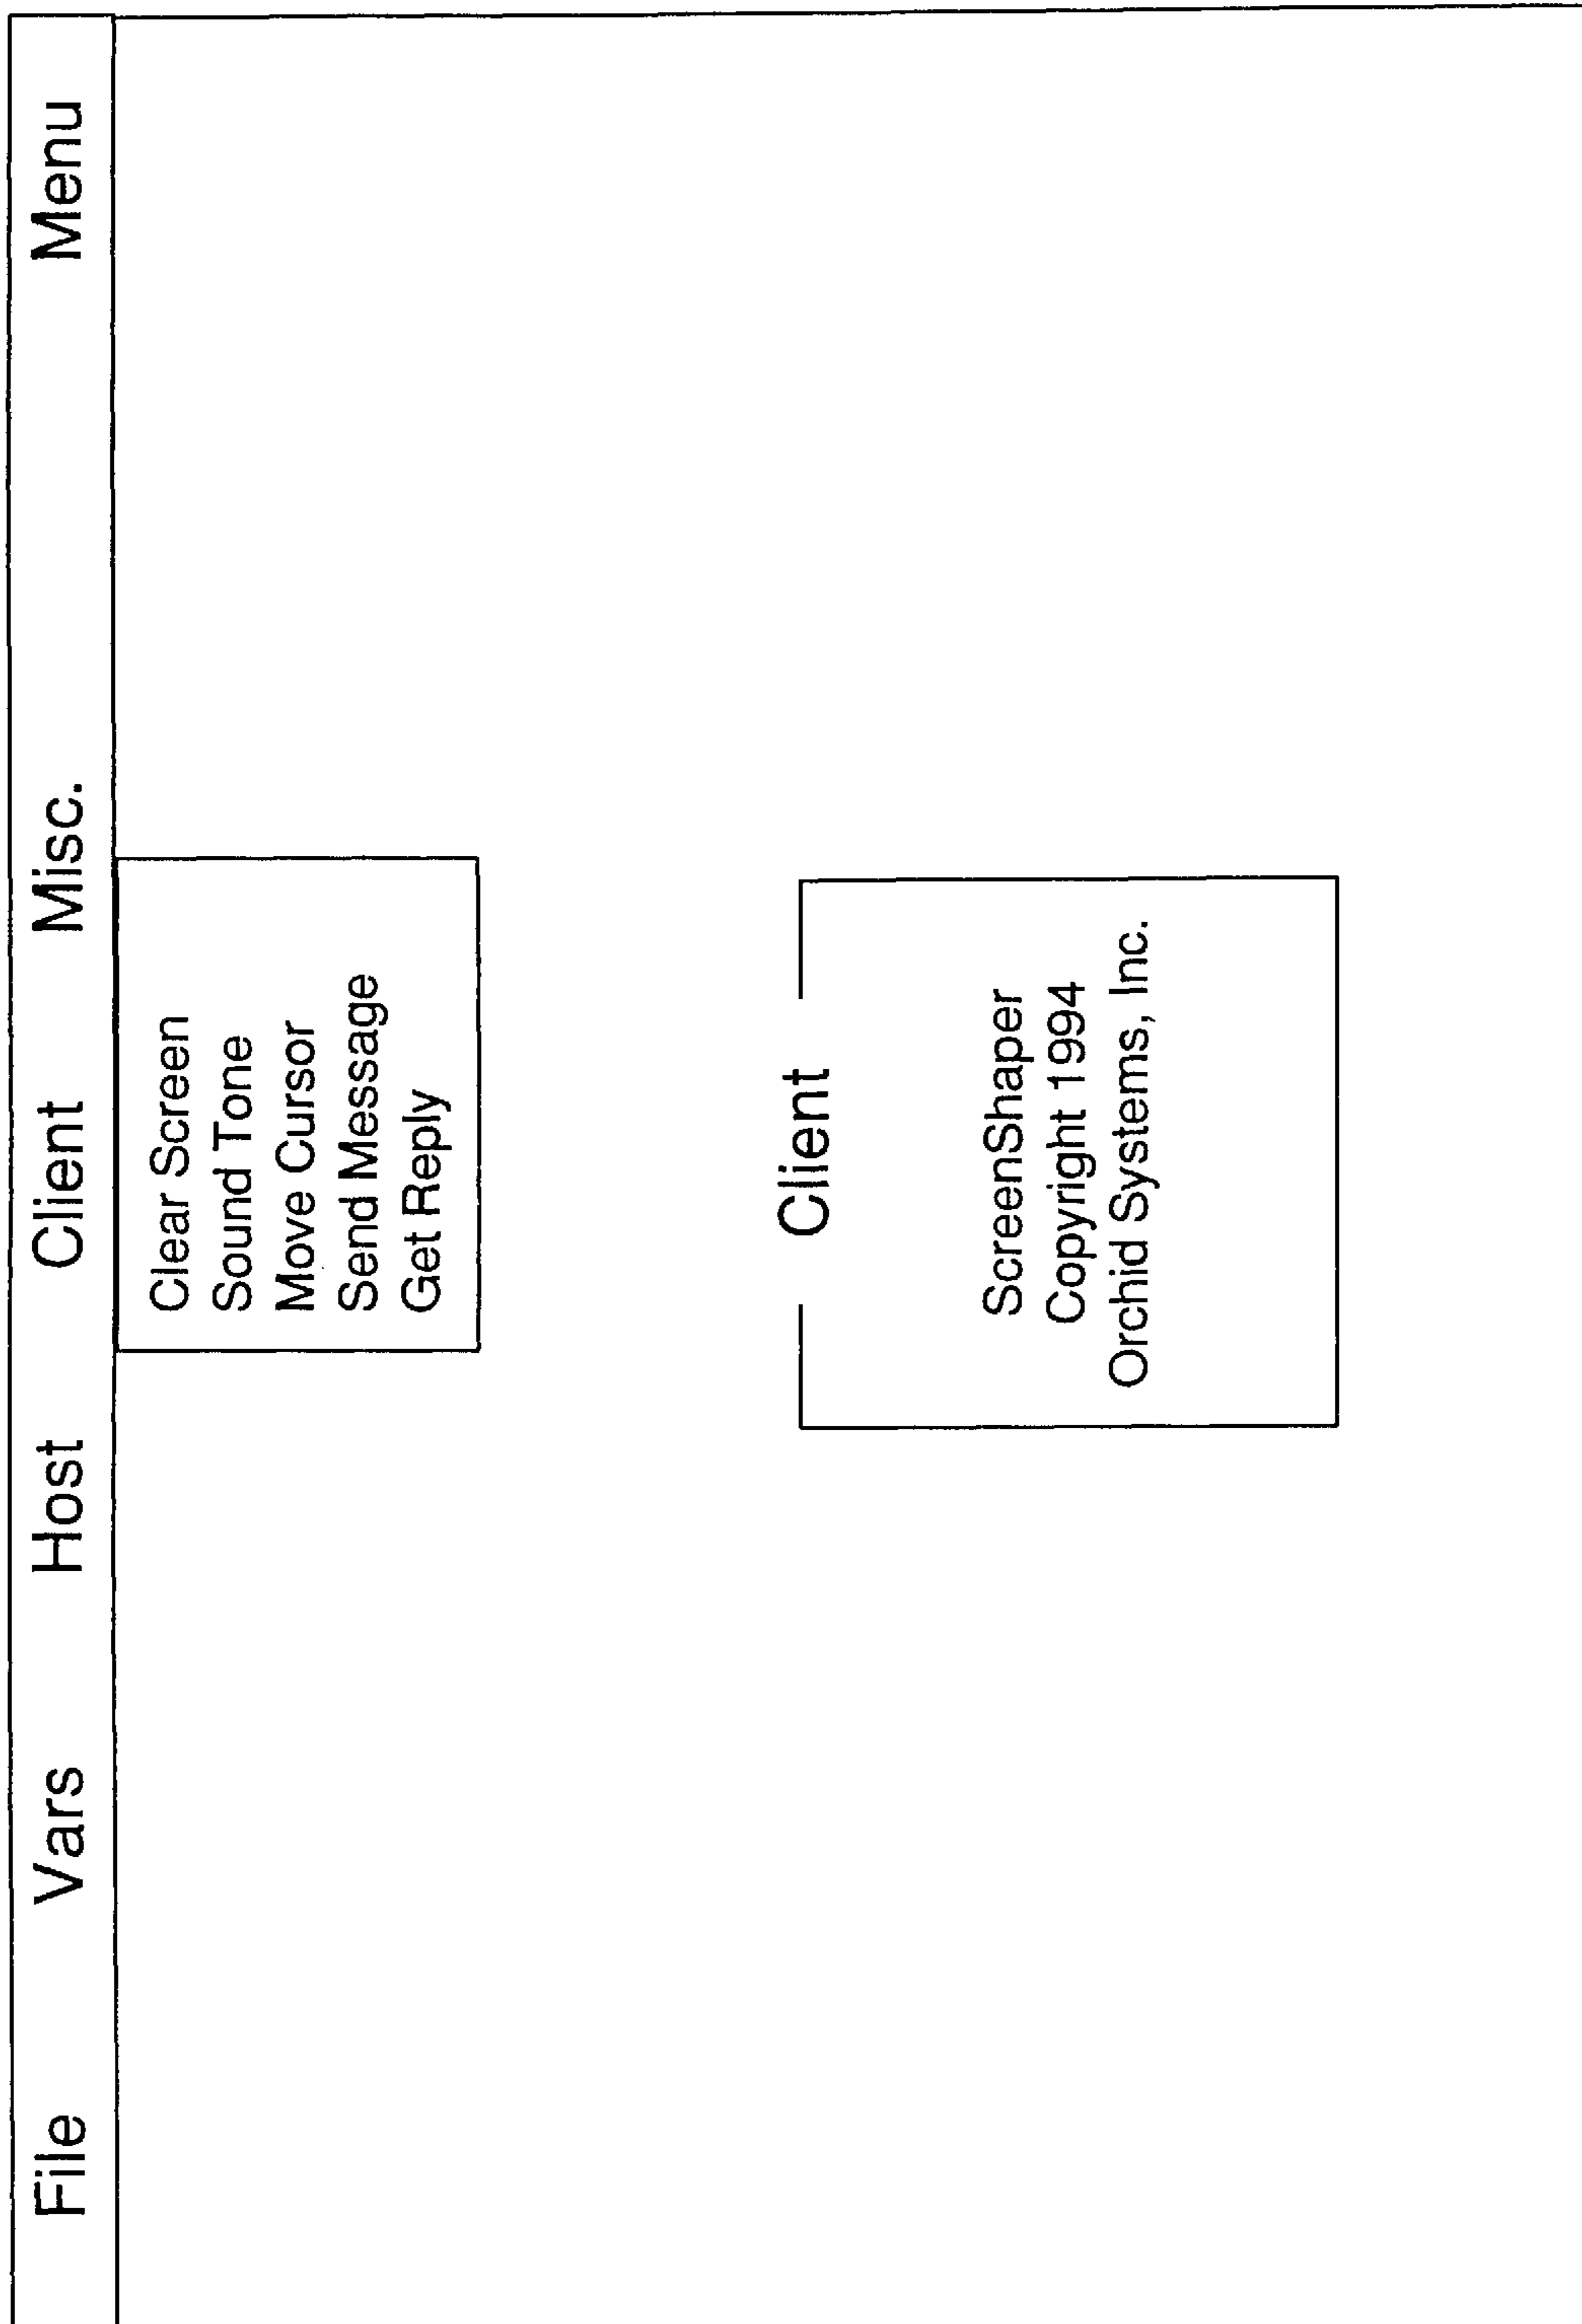 File Vars Host Client Misc. Menu
Clear Screen
Sound Tone
Move Cursor
Send Message
Get Reply
Client
ScreenShaper
Copyright 1994
Orchid Systems, Inc.